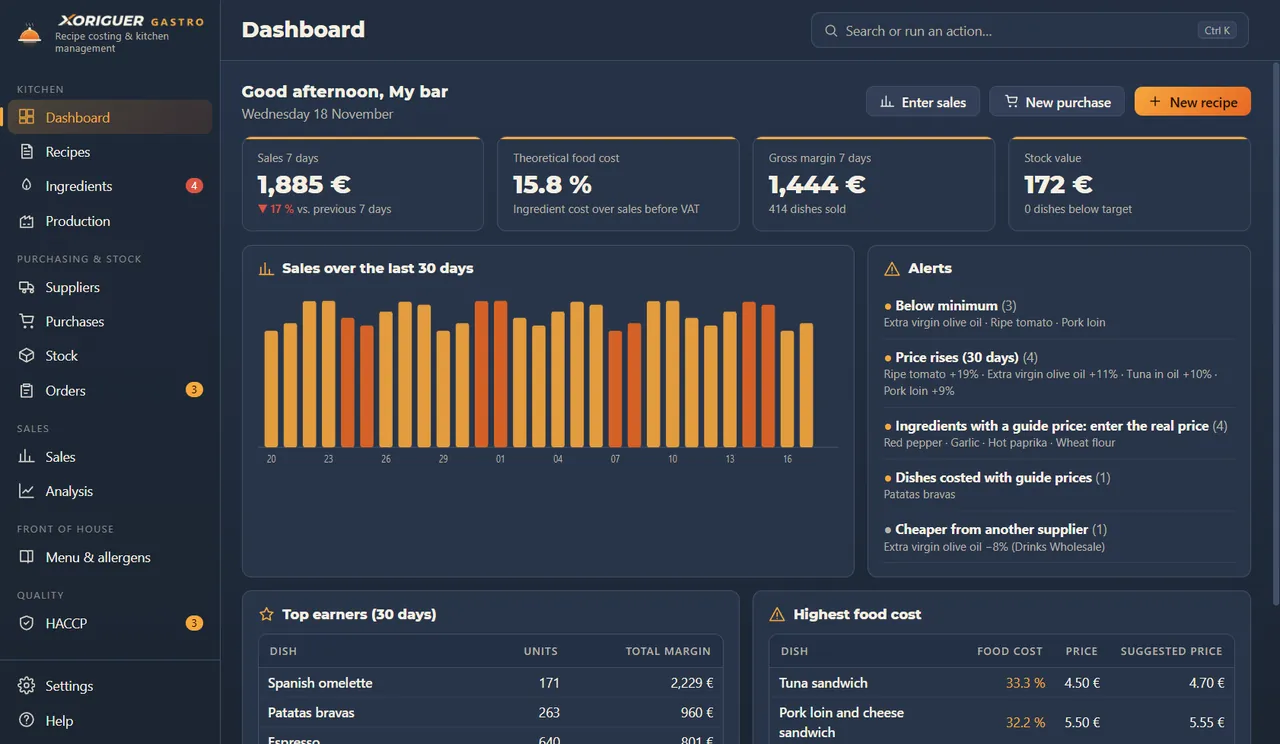 XORIGUER GASTRO
Recipe costing & kitchen
management
KITCHEN
Dashboard
Recipes
Ingredients 4
Production
PURCHASING & STOCK
Suppliers
Purchases
Stock
Orders 3
SALES
Sales
Analysis
FRONT OF HOUSE
Menu & allergens
QUALITY
HACCP 3
Settings
Help
Dashboard
Search or run an action... Ctrl K
Good afternoon, My bar
Wednesday 18 November
Enter sales
New purchase
+ New recipe
Sales 7 days
1,885 €
▼ 17 % vs. previous 7 days
Theoretical food cost
15.8 %
Ingredient cost over sales before VAT
Gross margin 7 days
1,444 €
414 dishes sold
Stock value
172 €
0 dishes below target
Sales over the last 30 days
20 23 26 29 01 04 07 10 13 16
Alerts
Below minimum (3)
Extra virgin olive oil · Ripe tomato · Pork loin
Price rises (30 days) (4)
Ripe tomato +19% · Extra virgin olive oil +11% · Tuna in oil +10% ·
Pork loin +9%
Ingredients with a guide price: enter the real price (4)
Red pepper · Garlic · Hot paprika · Wheat flour
Dishes costed with guide prices (1)
Patatas bravas
Cheaper from another supplier (1)
Extra virgin olive oil −8% (Drinks Wholesale)
Top earners (30 days)
DISH UNITS TOTAL MARGIN
Spanish omelette 171 2,229 €
Patatas bravas 263 960 €
Espresso 640 801 €
Highest food cost
DISH FOOD COST PRICE SUGGESTED PRICE
Tuna sandwich 33.3 % 4.50 € 4.70 €
Pork loin and cheese
sandwich 32.2 % 5.50 € 5.55 €